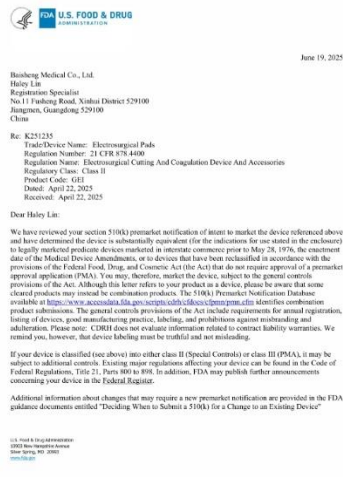 FDA U.S. FOOD & DRUG
ADMINISTRATION
June 19, 2025
Baisheng Medical Co., Ltd.
Haley Lin
Registration Specialist
No.11 Fusheng Road, Xinhai District 529100
Jiangmen, Guangdong 529100
China
Re: K251235
Trade/Device Name: Electrosurgical Pads
Regulation Number: 21 CFR 878.4400
Regulation Name: Electrosurgical Cutting And Coagulation Device And Accessories
Regulatory Class: Class II
Product Code: GEI
Dated: April 22, 2025
Received: April 22, 2025
Dear Haley Lin:
We have reviewed your section 510(k) premarket notification of intent to market the device referenced above
and have determined the device is substantially equivalent (for the indications for use stated in the enclosure)
to legally marketed predicate devices marketed in interstate commerce prior to May 28, 1976, the enactment
date of the Medical Device Amendments, or to devices that have been reclassified in accordance with the
provisions of the Federal Food, Drug, and Cosmetic Act (the Act) that do not require approval of a premarket
approval application (PMA). You may, therefore, market the device, subject to the general controls
provisions of the Act. Although this letter refers to your product as a device, please be aware that some
cleared products may instead be combination products. The 510(k) Premarket Notification Database
available at https://www.accessdata.fda.gov/scripts/cdrh/cfdocs/cfpmn/pmn.cfm identifies combination
product submissions. The general controls provisions of the Act include requirements for annual registration,
listing of devices, good manufacturing practice, labeling, and prohibitions against misbranding and
adulteration. Please note: CDRH does not evaluate information related to contract liability warranties. We
remind you, however, that device labeling must be truthful and not misleading.
If your device is classified (see above) into either class II (Special Controls) or class III (PMA), it may be
subject to additional controls. Existing major regulations affecting your device can be found in the Code of
Federal Regulations, Title 21, Parts 800 to 898. In addition, FDA may publish further announcements
concerning your device in the Federal Register.
Additional information about changes that may require a new premarket notification are provided in the FDA
guidance documents entitled "Deciding When to Submit a 510(k) for a Change to an Existing Device"
U.S. Food & Drug Administration
10903 New Hampshire Avenue
Silver Spring, MD 20993
www.fda.gov